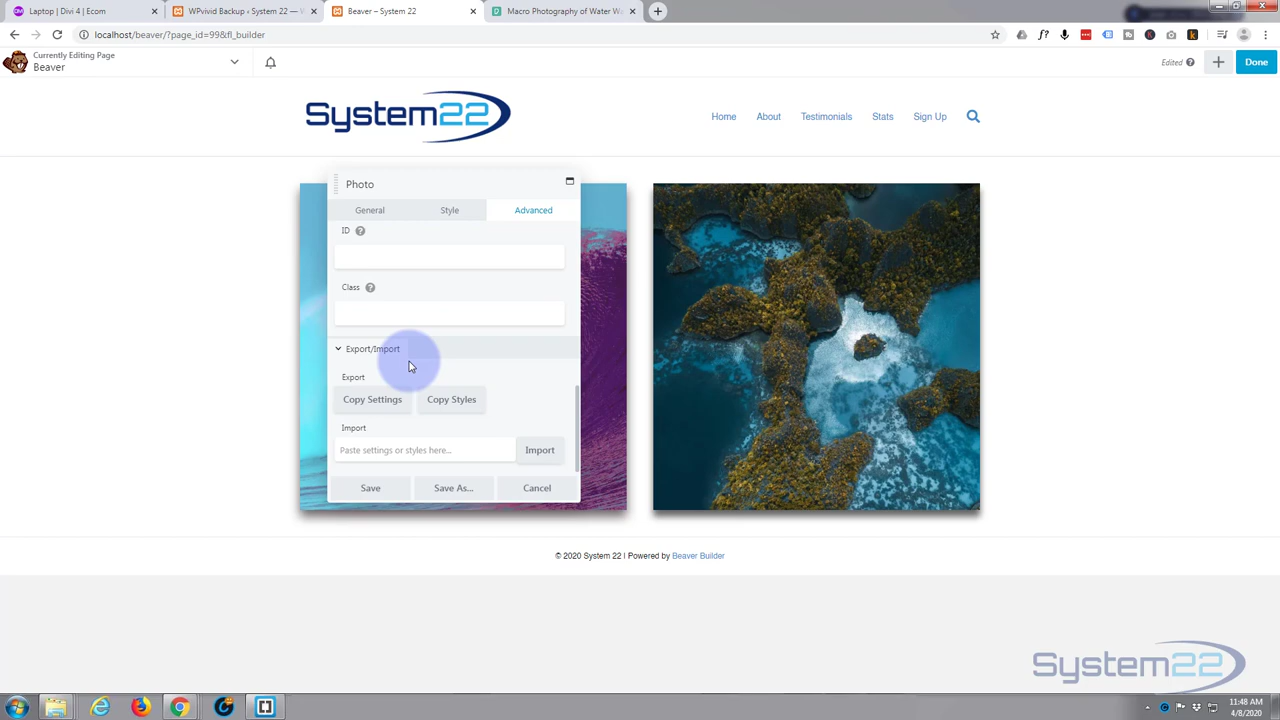 Laptop | Divi 4 | Ecom
WPvivid Backup ‹ System 22 —
Beaver – System 22
Macro Photography of Water W
localhost/beaver/?page_id=99&fl_builder
Currently Editing Page
Beaver
Edited
Done
System22
Home
About
Testimonials
Stats
Sign Up
Photo
General
Style
Advanced
ID
Class
Export/Import
Export
Copy Settings
Copy Styles
Import
Paste settings or styles here...
Import
Save
Save As...
Cancel
© 2020 System 22 | Powered by Beaver Builder
System22
11:48 AM
4/8/2020